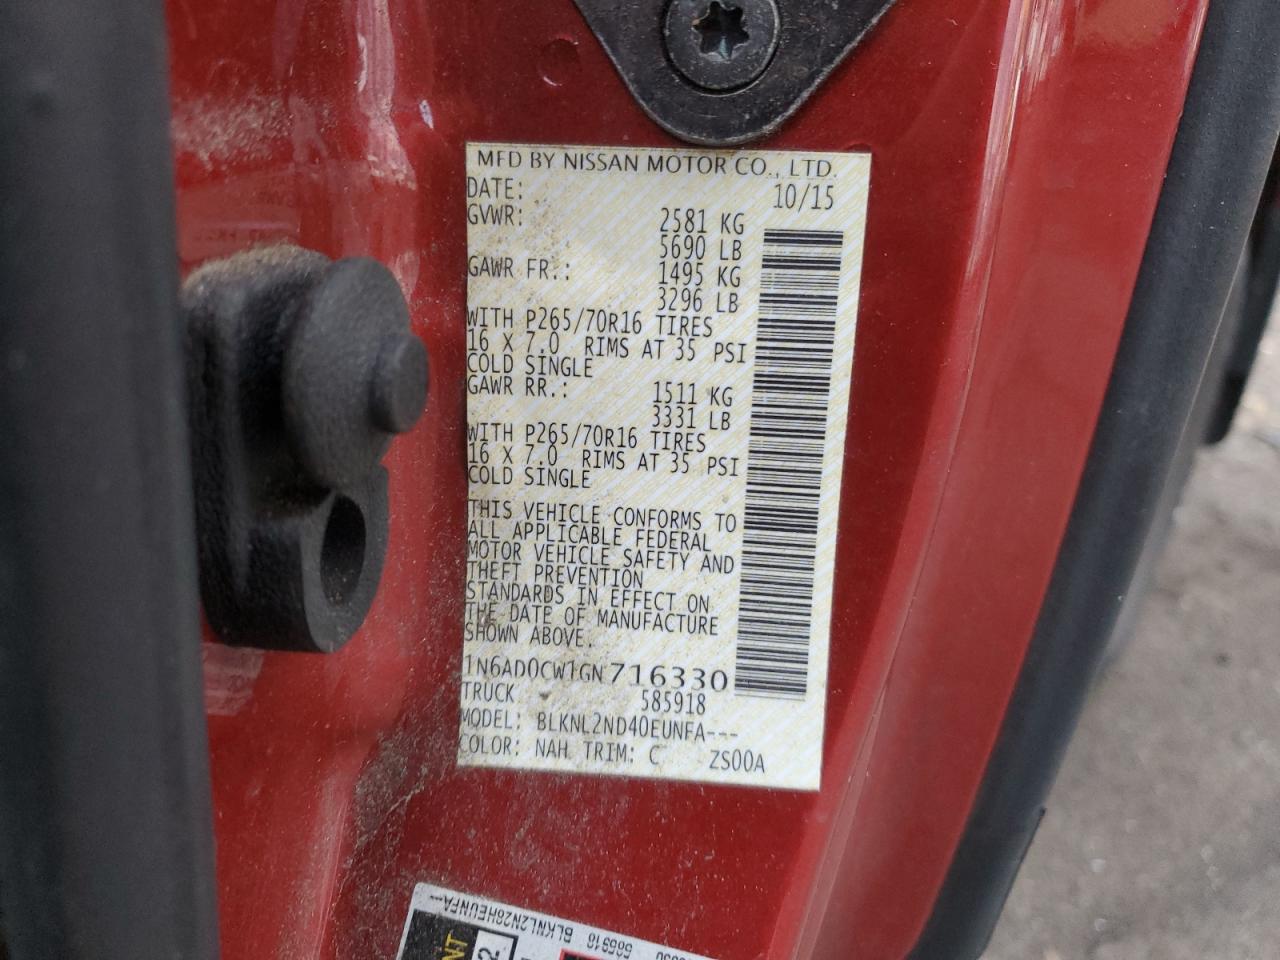 MFD BY NISSAN MOTOR CO., LTD.
DATE: 10/15
GVWR: 2581 KG
5690 LB
GAWR FR.: 1495 KG
3296 LB
WITH P265/70R16 TIRES
16 X 7.0 RIMS AT 35 PSI
COLD SINGLE
GAWR RR.: 1511 KG
3331 LB
WITH P265/70R16 TIRES
16 X 7.0 RIMS AT 35 PSI
COLD SINGLE
THIS VEHICLE CONFORMS TO
ALL APPLICABLE FEDERAL
MOTOR VEHICLE SAFETY AND
THEFT PREVENTION
STANDARDS IN EFFECT ON
THE DATE OF MANUFACTURE
SHOWN ABOVE.
1N6AD0CW1GN716330
TRUCK 585918
MODEL: BLKNL2ND40EUNFA---
COLOR: NAH TRIM: C ZS00A